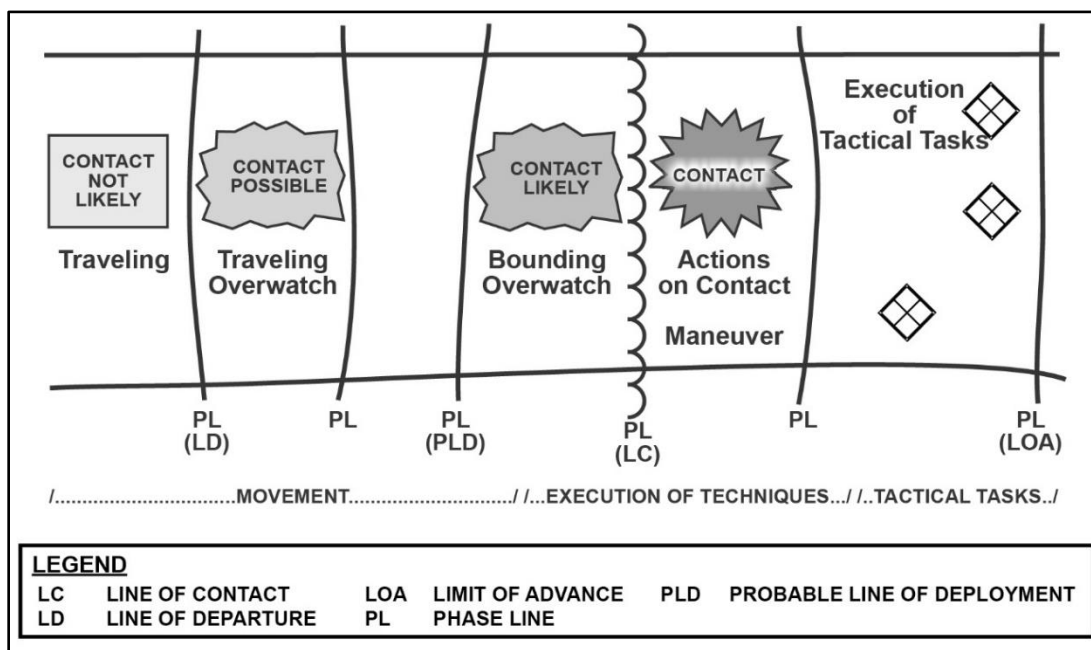 Execution
of
Tactical Tasks
CONTACT
NOT
LIKELY
CONTACT
POSSIBLE
CONTACT
LIKELY
CONTACT
Traveling
Traveling
Overwatch
Bounding
Overwatch
Actions
on Contact
Maneuver
PL
(LD)
PL
PL
(PLD)
PL
(LC)
PL
PL
(LOA)
/..................................MOVEMENT........................./ /...EXECUTION OF TECHNIQUES.../ /..TACTICAL TASKS../
LEGEND
LC LINE OF CONTACT LOA LIMIT OF ADVANCE PLD PROBABLE LINE OF DEPLOYMENT
LD LINE OF DEPARTURE PL PHASE LINE